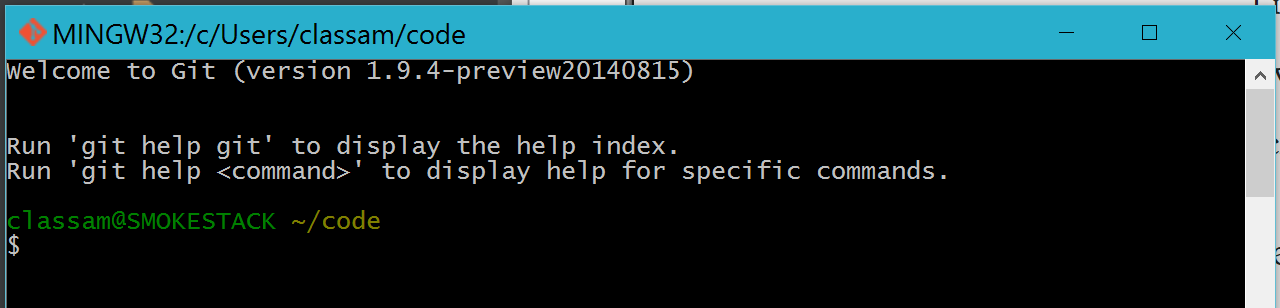 MINGW32:/c/Users/classam/code
Welcome to Git (version 1.9.4-preview20140815)
Run 'git help git' to display the help index.
Run 'git help <command>' to display help for specific commands.
classam@SMOKESTACK ~/code
$